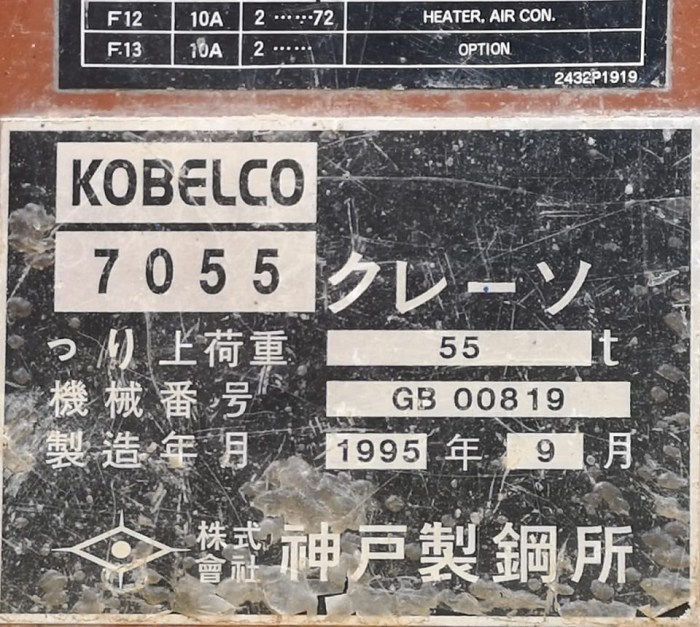 F12 10A 2 ······72 HEATER, AIR CON.
F13 10A 2 ······ OPTION
2432P1919
KOBELCO
7055 クレーン
つり上荷重 55 t
機械番号 GB 00819
製造年月 1995 年 9 月
株式會社 神戸製鋼所